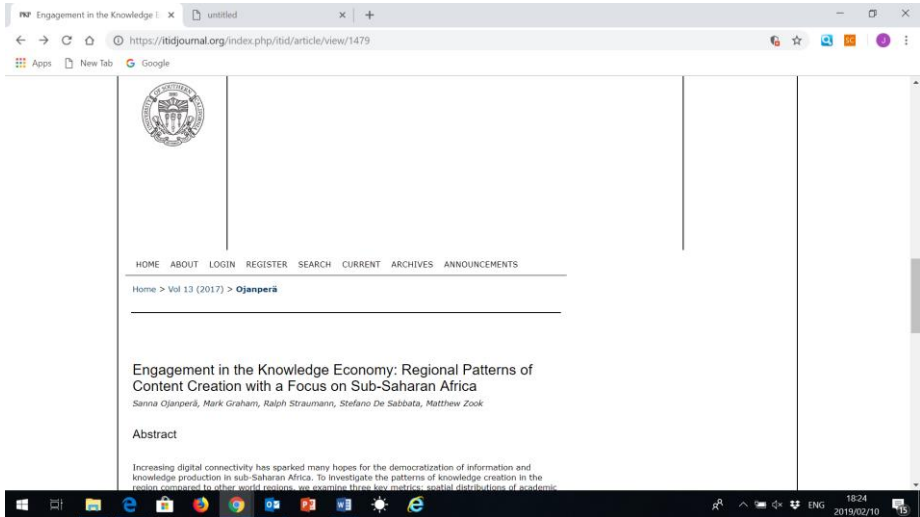 Engagement in the Knowledge E
untitled
https://itidjournal.org/index.php/itid/article/view/1479
Apps New Tab Google
HOME ABOUT LOGIN REGISTER SEARCH CURRENT ARCHIVES ANNOUNCEMENTS
Home > Vol 13 (2017) > Ojanperä
Engagement in the Knowledge Economy: Regional Patterns of
Content Creation with a Focus on Sub-Saharan Africa
Sanna Ojanperä, Mark Graham, Ralph Straumann, Stefano De Sabbata, Matthew Zook
Abstract
Increasing digital connectivity has sparked many hopes for the democratization of information and
knowledge production in sub-Saharan Africa. To investigate the patterns of knowledge creation in the
region compared to other world regions, we examine three key metrics: spatial distributions of academic
ENG
18:24
2019/02/10
15